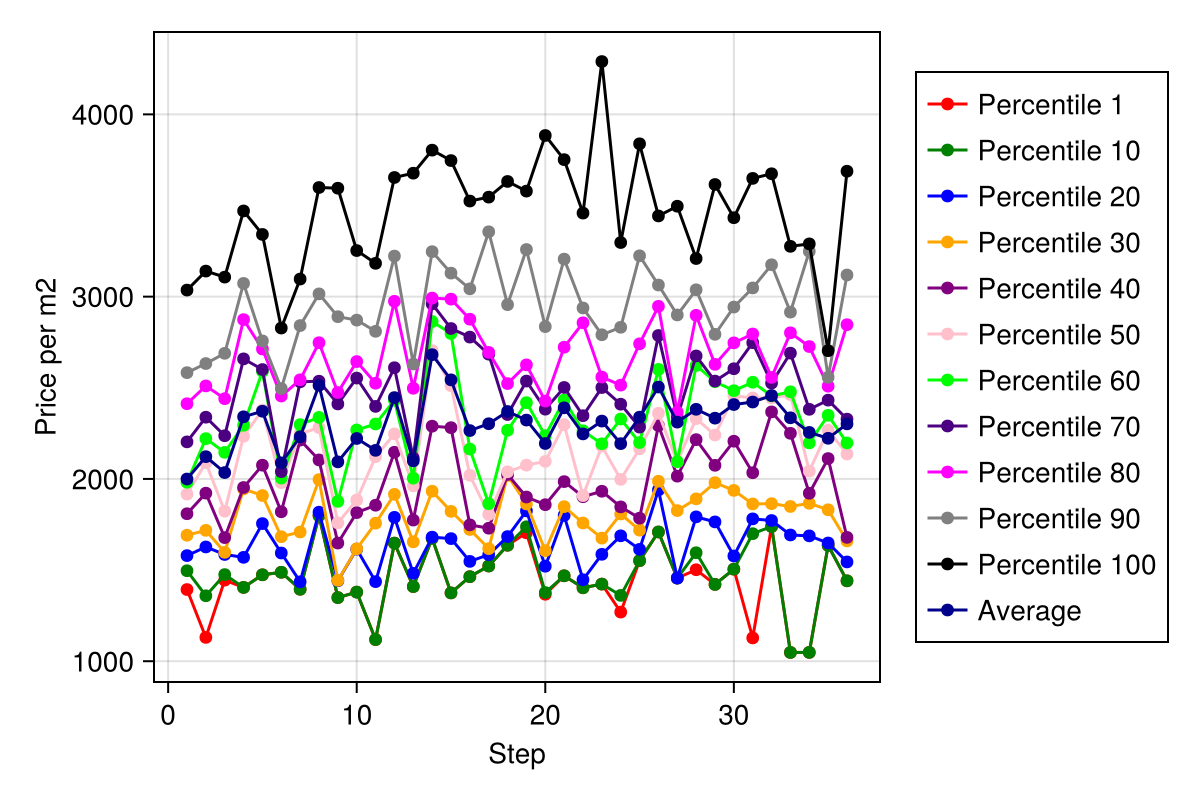 Price per m2
4000
3000
2000
1000
0
10
20
30
Step
Percentile 1
Percentile 10
Percentile 20
Percentile 30
Percentile 40
Percentile 50
Percentile 60
Percentile 70
Percentile 80
Percentile 90
Percentile 100
Average